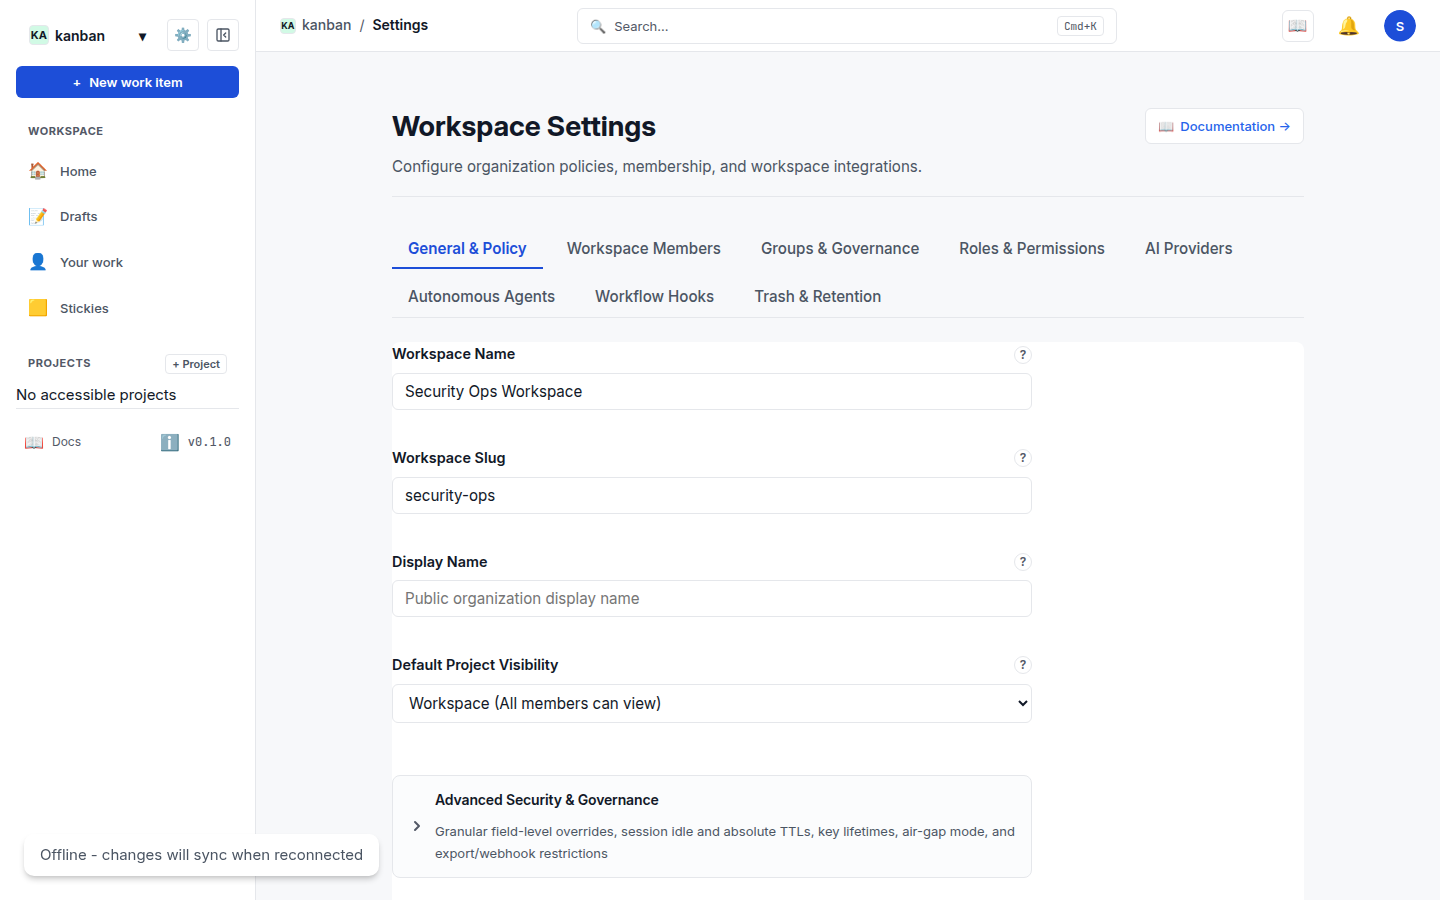 KA kanban ▼
+ New work item
WORKSPACE
Home
Drafts
Your work
Stickies
PROJECTS
+ Project
No accessible projects
Docs
v0.1.0
KA kanban / Settings
Search...
Cmd+K
S
Workspace Settings
Documentation →
Configure organization policies, membership, and workspace integrations.
General & Policy
Workspace Members
Groups & Governance
Roles & Permissions
AI Providers
Autonomous Agents
Workflow Hooks
Trash & Retention
Workspace Name
?
Security Ops Workspace
Workspace Slug
?
security-ops
Display Name
?
Public organization display name
Default Project Visibility
?
Workspace (All members can view)
Advanced Security & Governance
Granular field-level overrides, session idle and absolute TTLs, key lifetimes, air-gap mode, and
export/webhook restrictions
Offline - changes will sync when reconnected